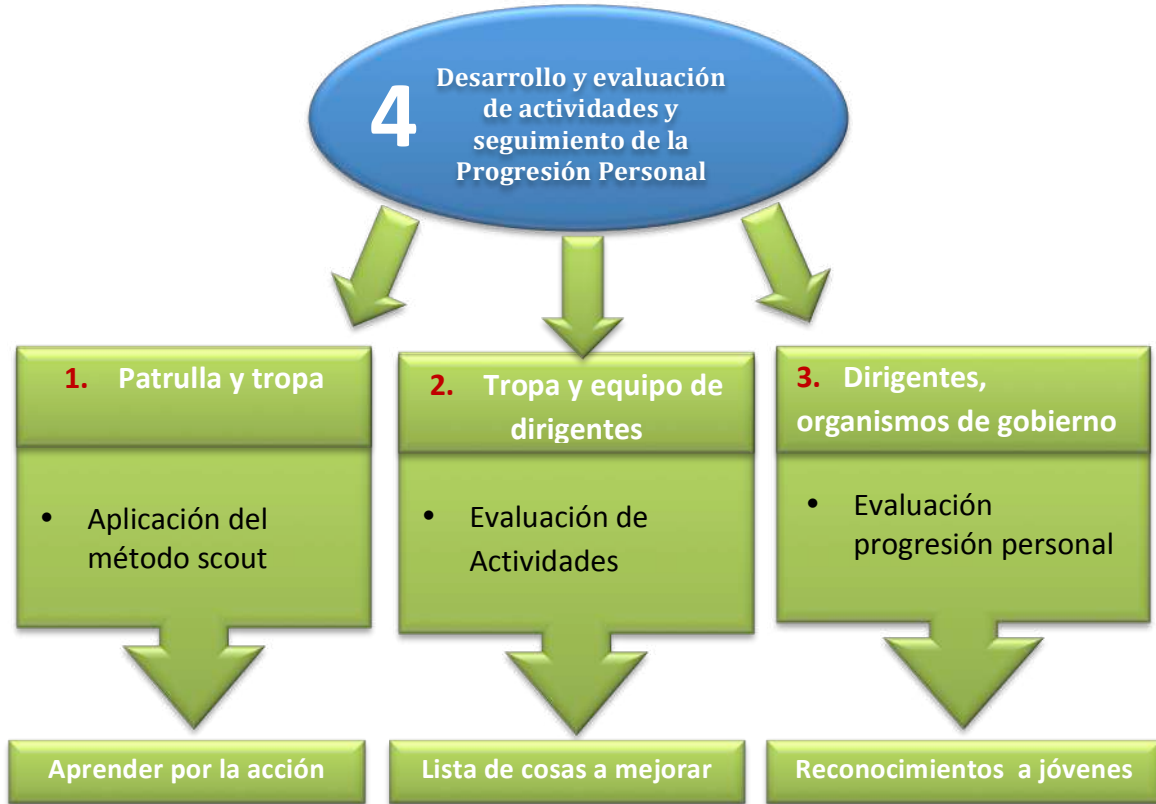 4
Desarrollo y evaluación
de actividades y
seguimiento de la
Progresión Personal
1. Patrulla y tropa
• Aplicación del
método scout
Aprender por la acción
2. Tropa y equipo de
dirigentes
• Evaluación de
Actividades
Lista de cosas a mejorar
3. Dirigentes,
organismos de gobierno
• Evaluación
progresión personal
Reconocimientos a jóvenes